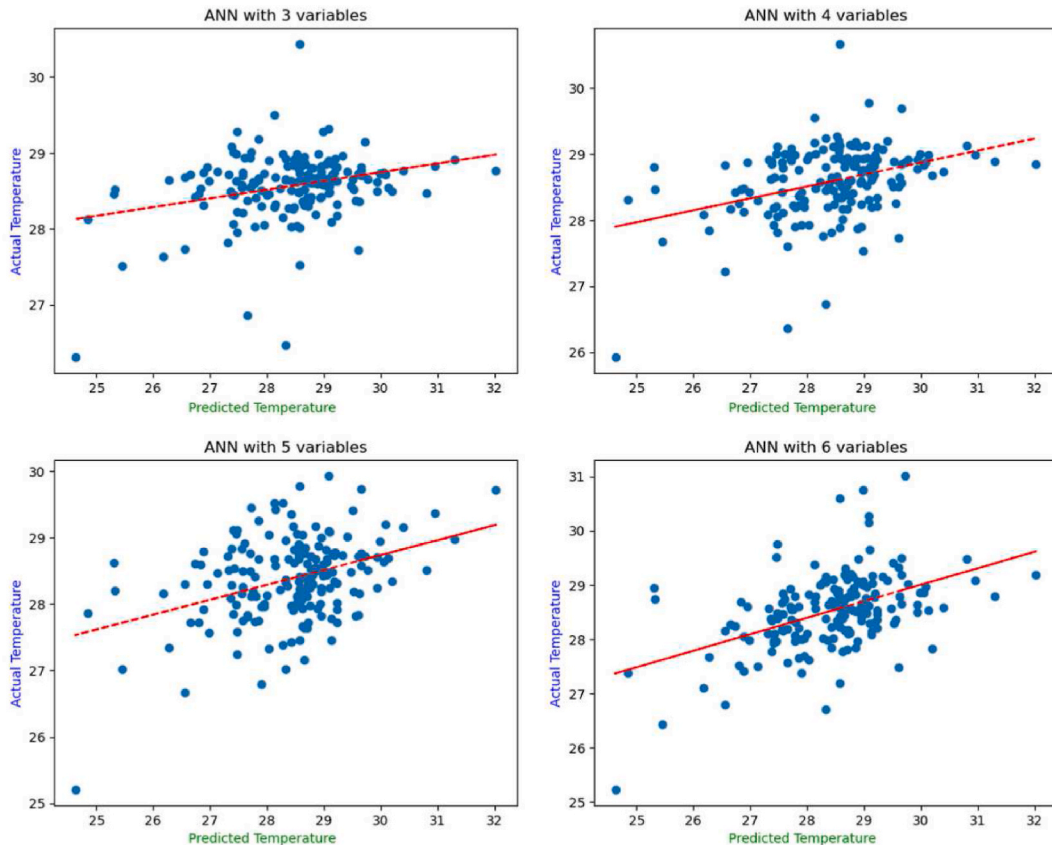 ANN with 3 variables
30
29
28
27
Actual Temperature
25 26 27 28 29 30 31 32
Predicted Temperature
ANN with 4 variables
30
29
28
27
26
Actual Temperature
25 26 27 28 29 30 31 32
Predicted Temperature
ANN with 5 variables
30
29
28
27
26
25
Actual Temperature
25 26 27 28 29 30 31 32
Predicted Temperature
ANN with 6 variables
31
30
29
28
27
26
25
Actual Temperature
25 26 27 28 29 30 31 32
Predicted Temperature